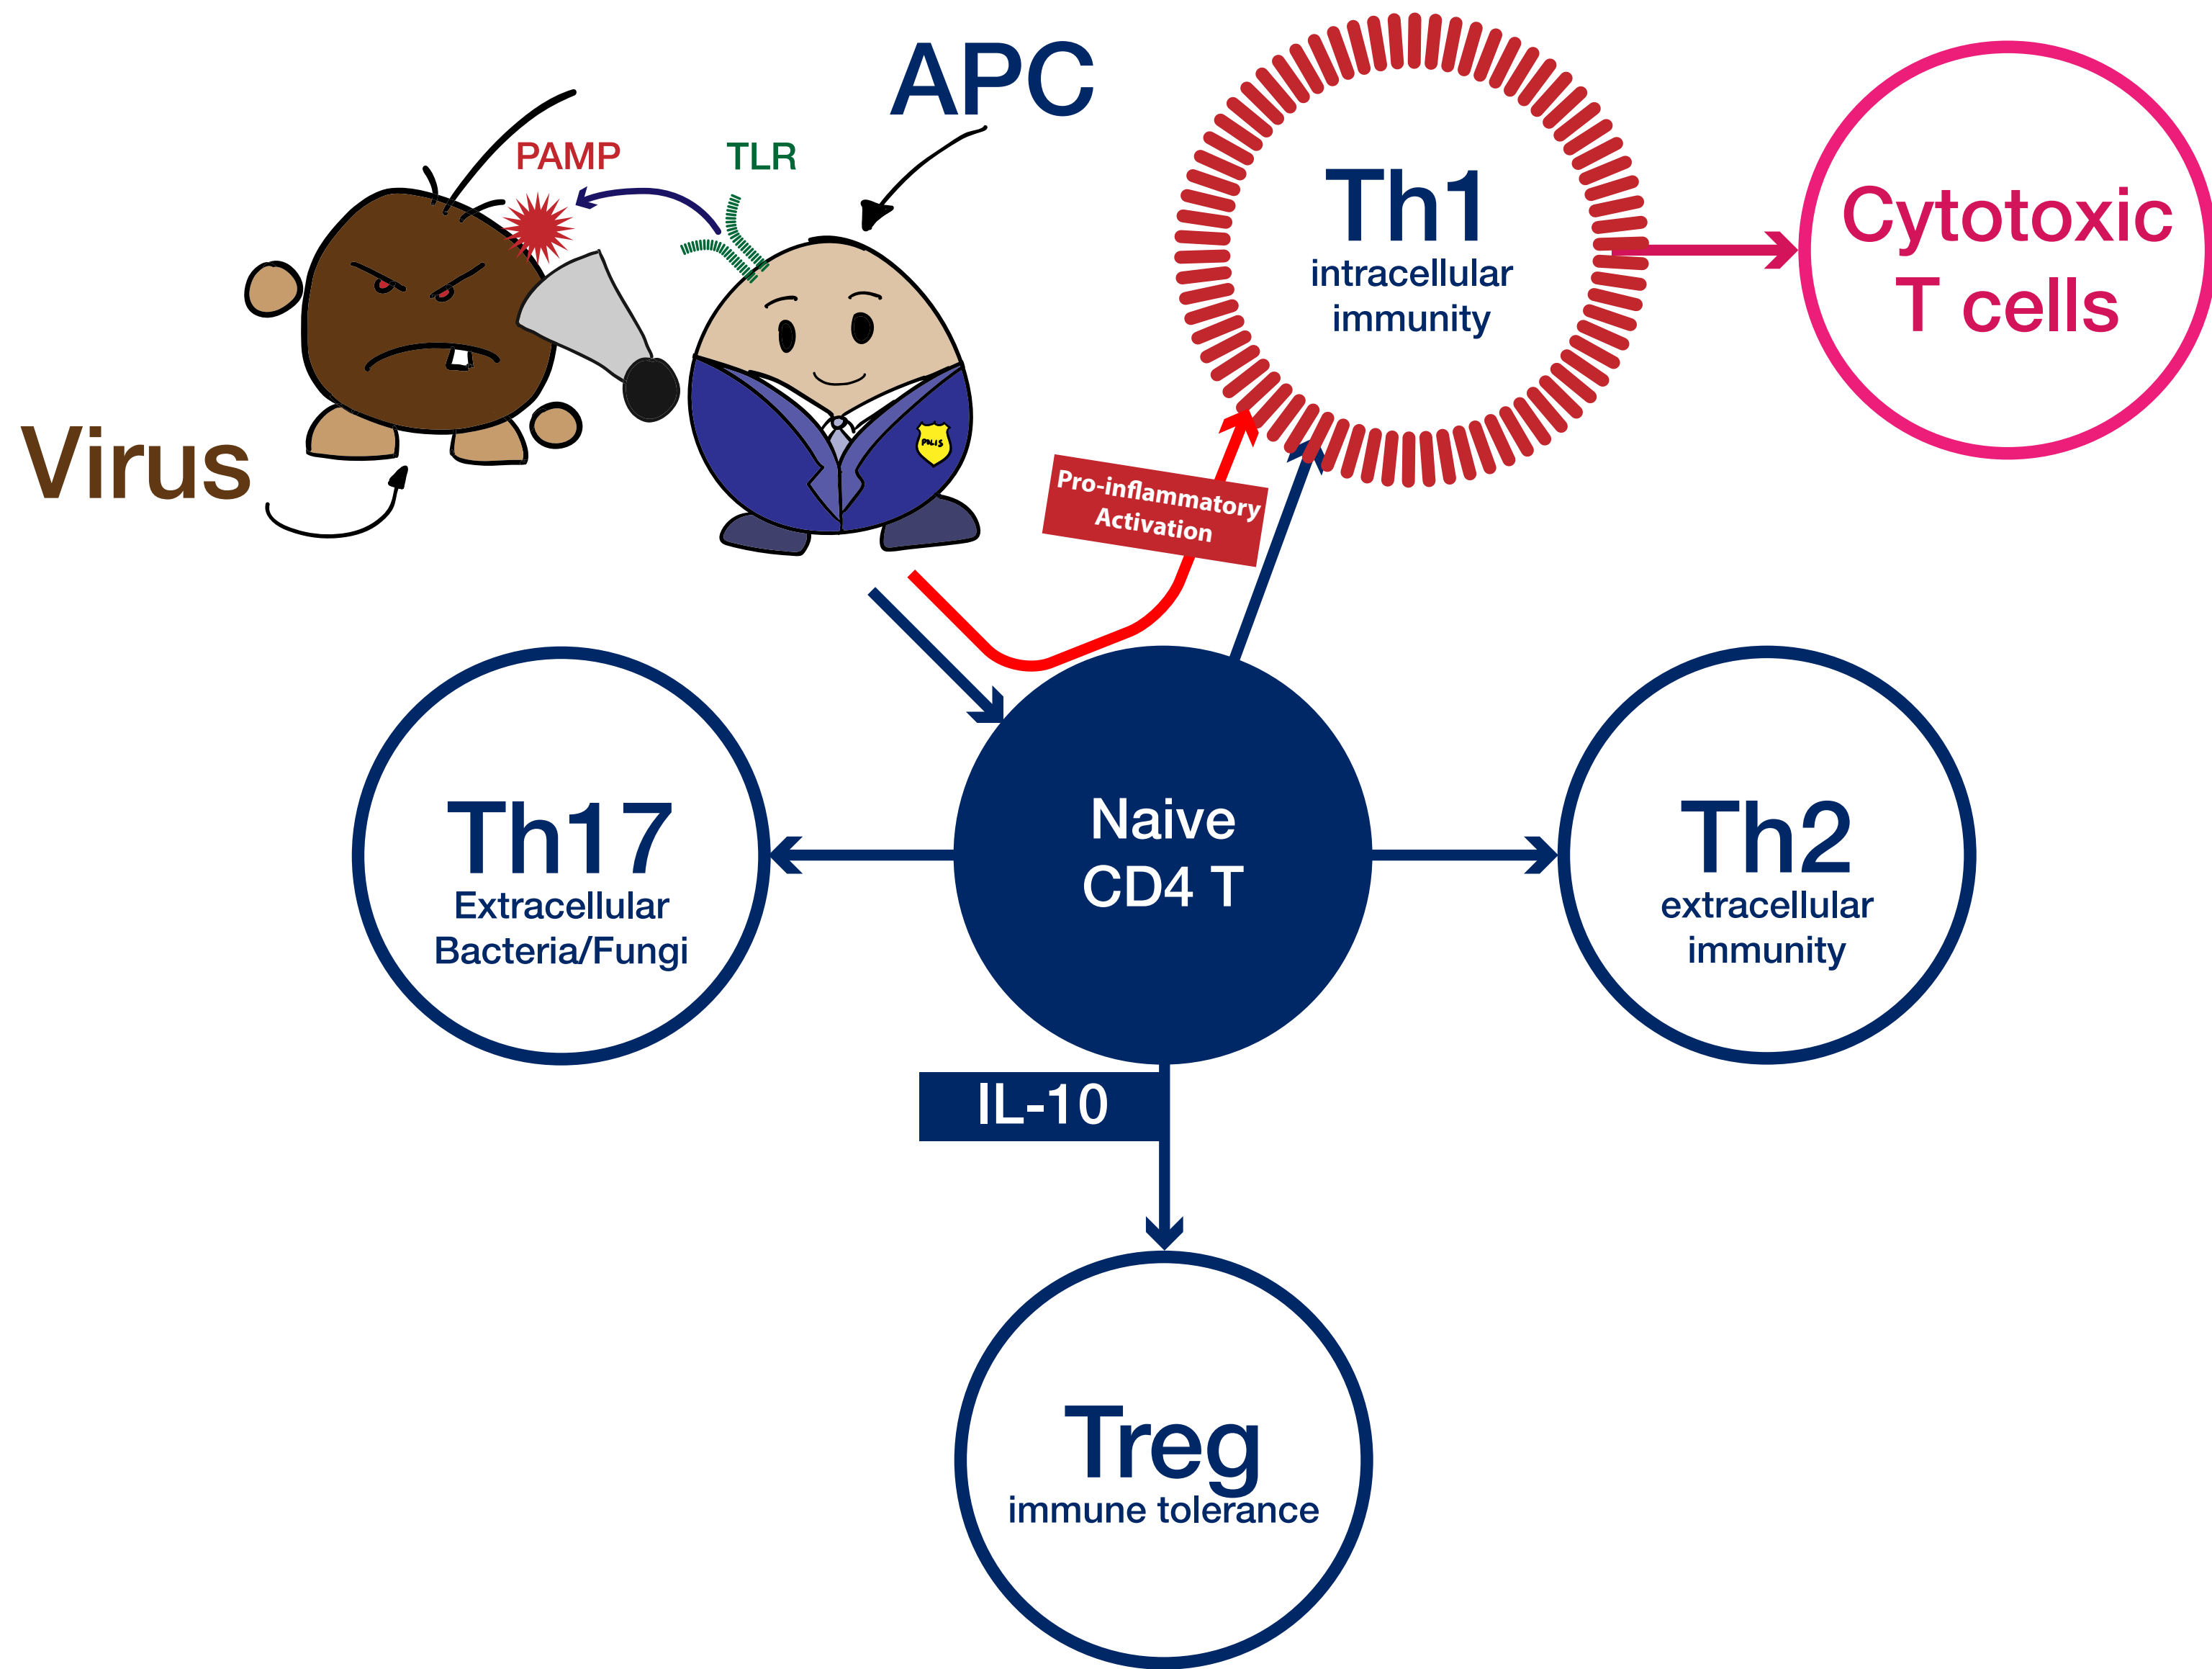 APC
PAMP
TLR
Virus
POLIS
Pro-inflammatory
Activation
Th1
intracellular
immunity
Cytotoxic
T cells
Th17
Extracellular
Bacteria/Fungi
Naive
CD4 T
Th2
extracellular
immunity
IL-10
Treg
immune tolerance